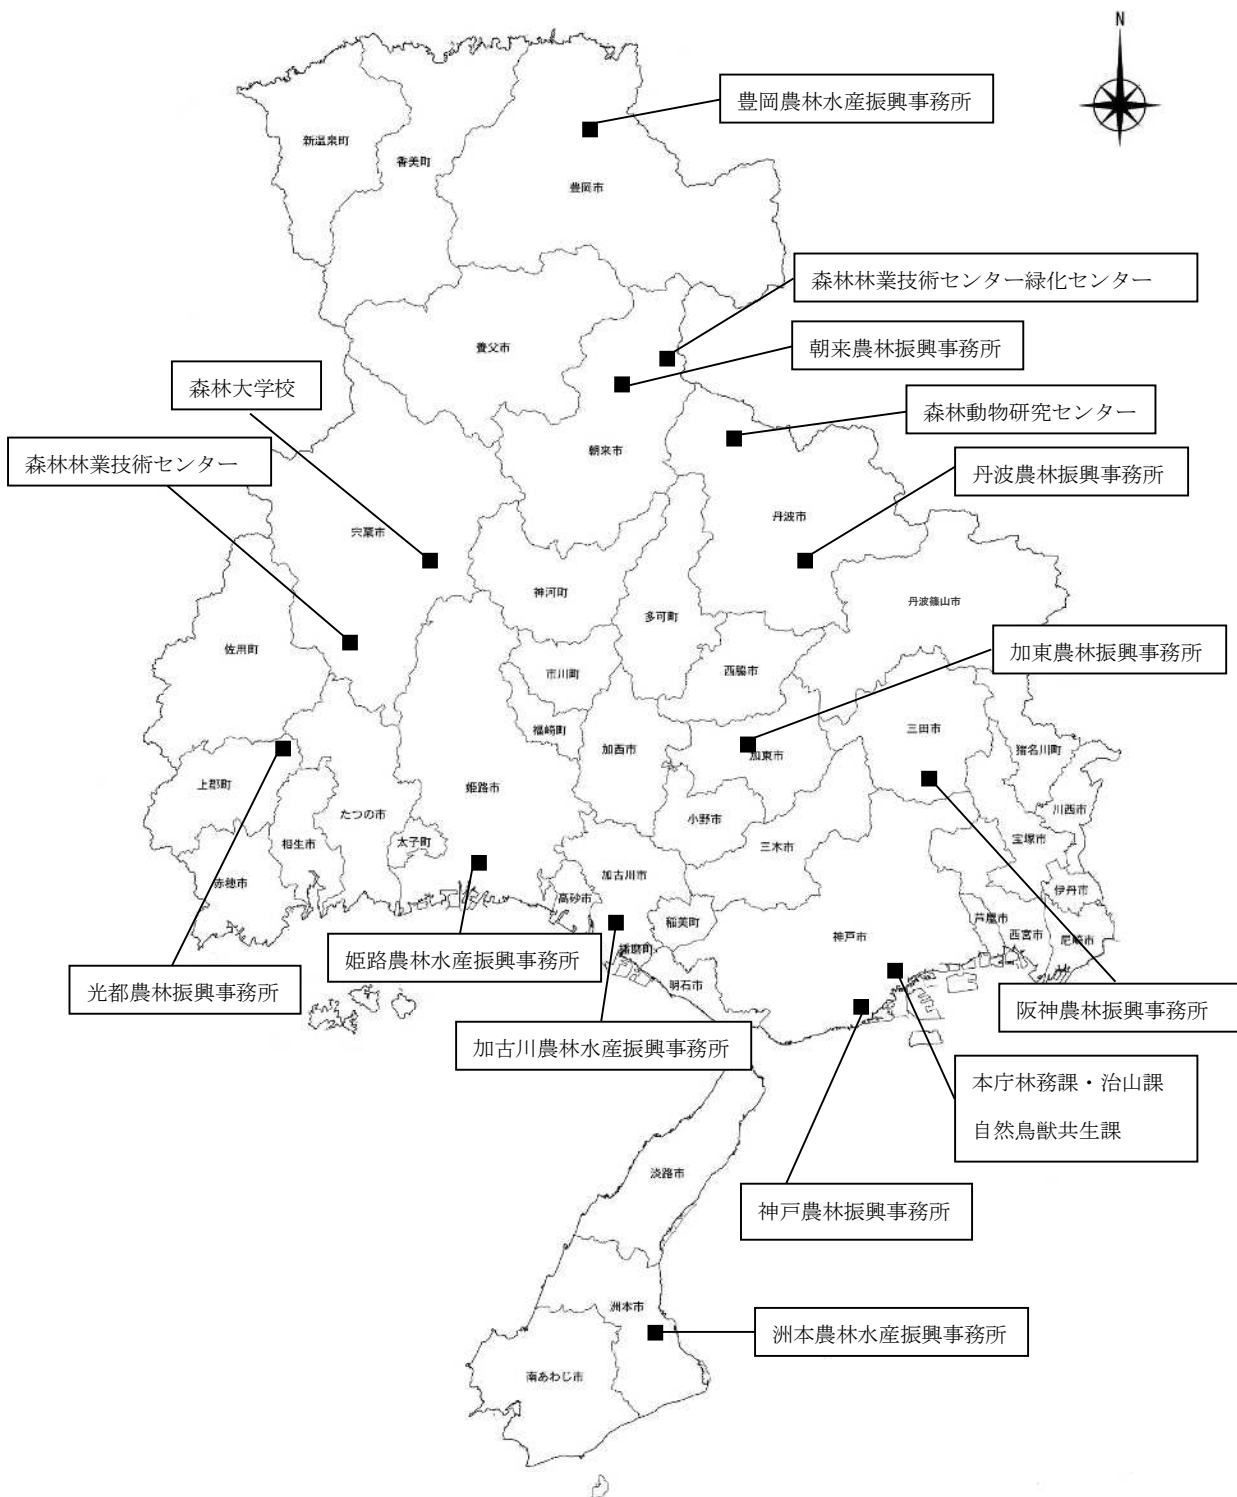 N
豊岡農林水産振興事務所
新温泉町
香美町
豊岡市
森林林業技術センター緑化センター
養父市
朝来農林振興事務所
森林大学校
森林動物研究センター
朝来市
森林林業技術センター
丹波農林振興事務所
丹波市
宍粟市
神河町
丹波篠山市
多可町
佐用町
加東農林振興事務所
市川町
西脇市
福崎町
三田市
加西市
加東市
猪名川町
上郡町
姫路市
川西市
たつの市
小野市
相生市
太子町
宝塚市
三木市
赤穂市
加古川市
伊丹市
高砂市
稲美町
芦屋市
神戸市
西宮市
尼崎市
播磨町
姫路農林水産振興事務所
明石市
光都農林振興事務所
阪神農林振興事務所
加古川農林水産振興事務所
本庁林務課・治山課
自然鳥獣共生課
淡路市
神戸農林振興事務所
洲本市
洲本農林水産振興事務所
南あわじ市